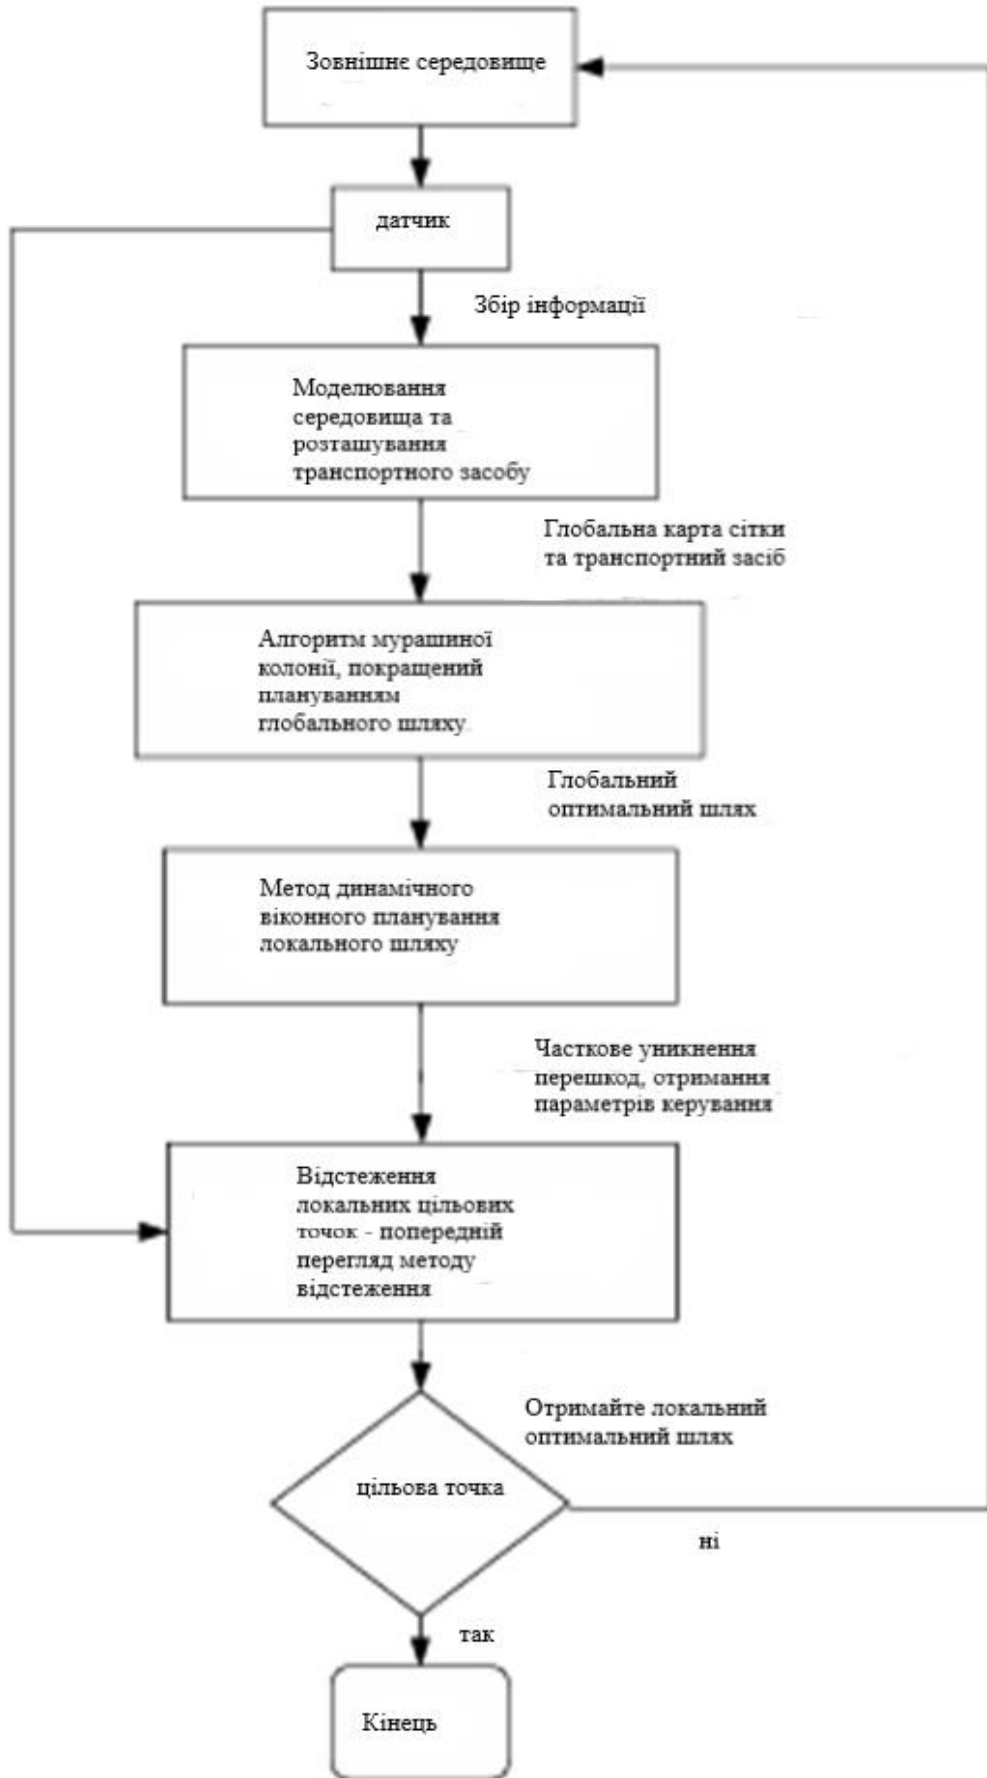 Зовнішнє середовище
датчик
Збір інформації
Моделювання
середовища та
розташування
транспортного засобу
Глобальна карта сітки
та транспортний засіб
Алгоритм мурашиної
колонії, покращений
плануванням
глобального шляху.
Глобальний
оптимальний шлях
Метод динамічного
віконного планування
локального шляху
Часткове уникнення
перешкод, отримання
параметрів керування
Відстеження
локальних цільових
точок - попередній
перегляд методу
відстеження
Отримайте локальний
оптимальний шлях
цільова точка
ні
так
Кінець